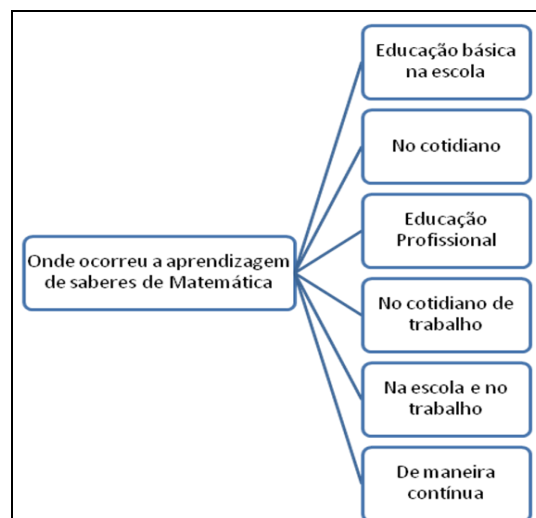 Onde ocorreu a aprendizagem
de saberes de Matemática
Educação básica
na escola
No cotidiano
Educação
Profissional
No cotidiano de
trabalho
Na escola e no
trabalho
De maneira
contínua